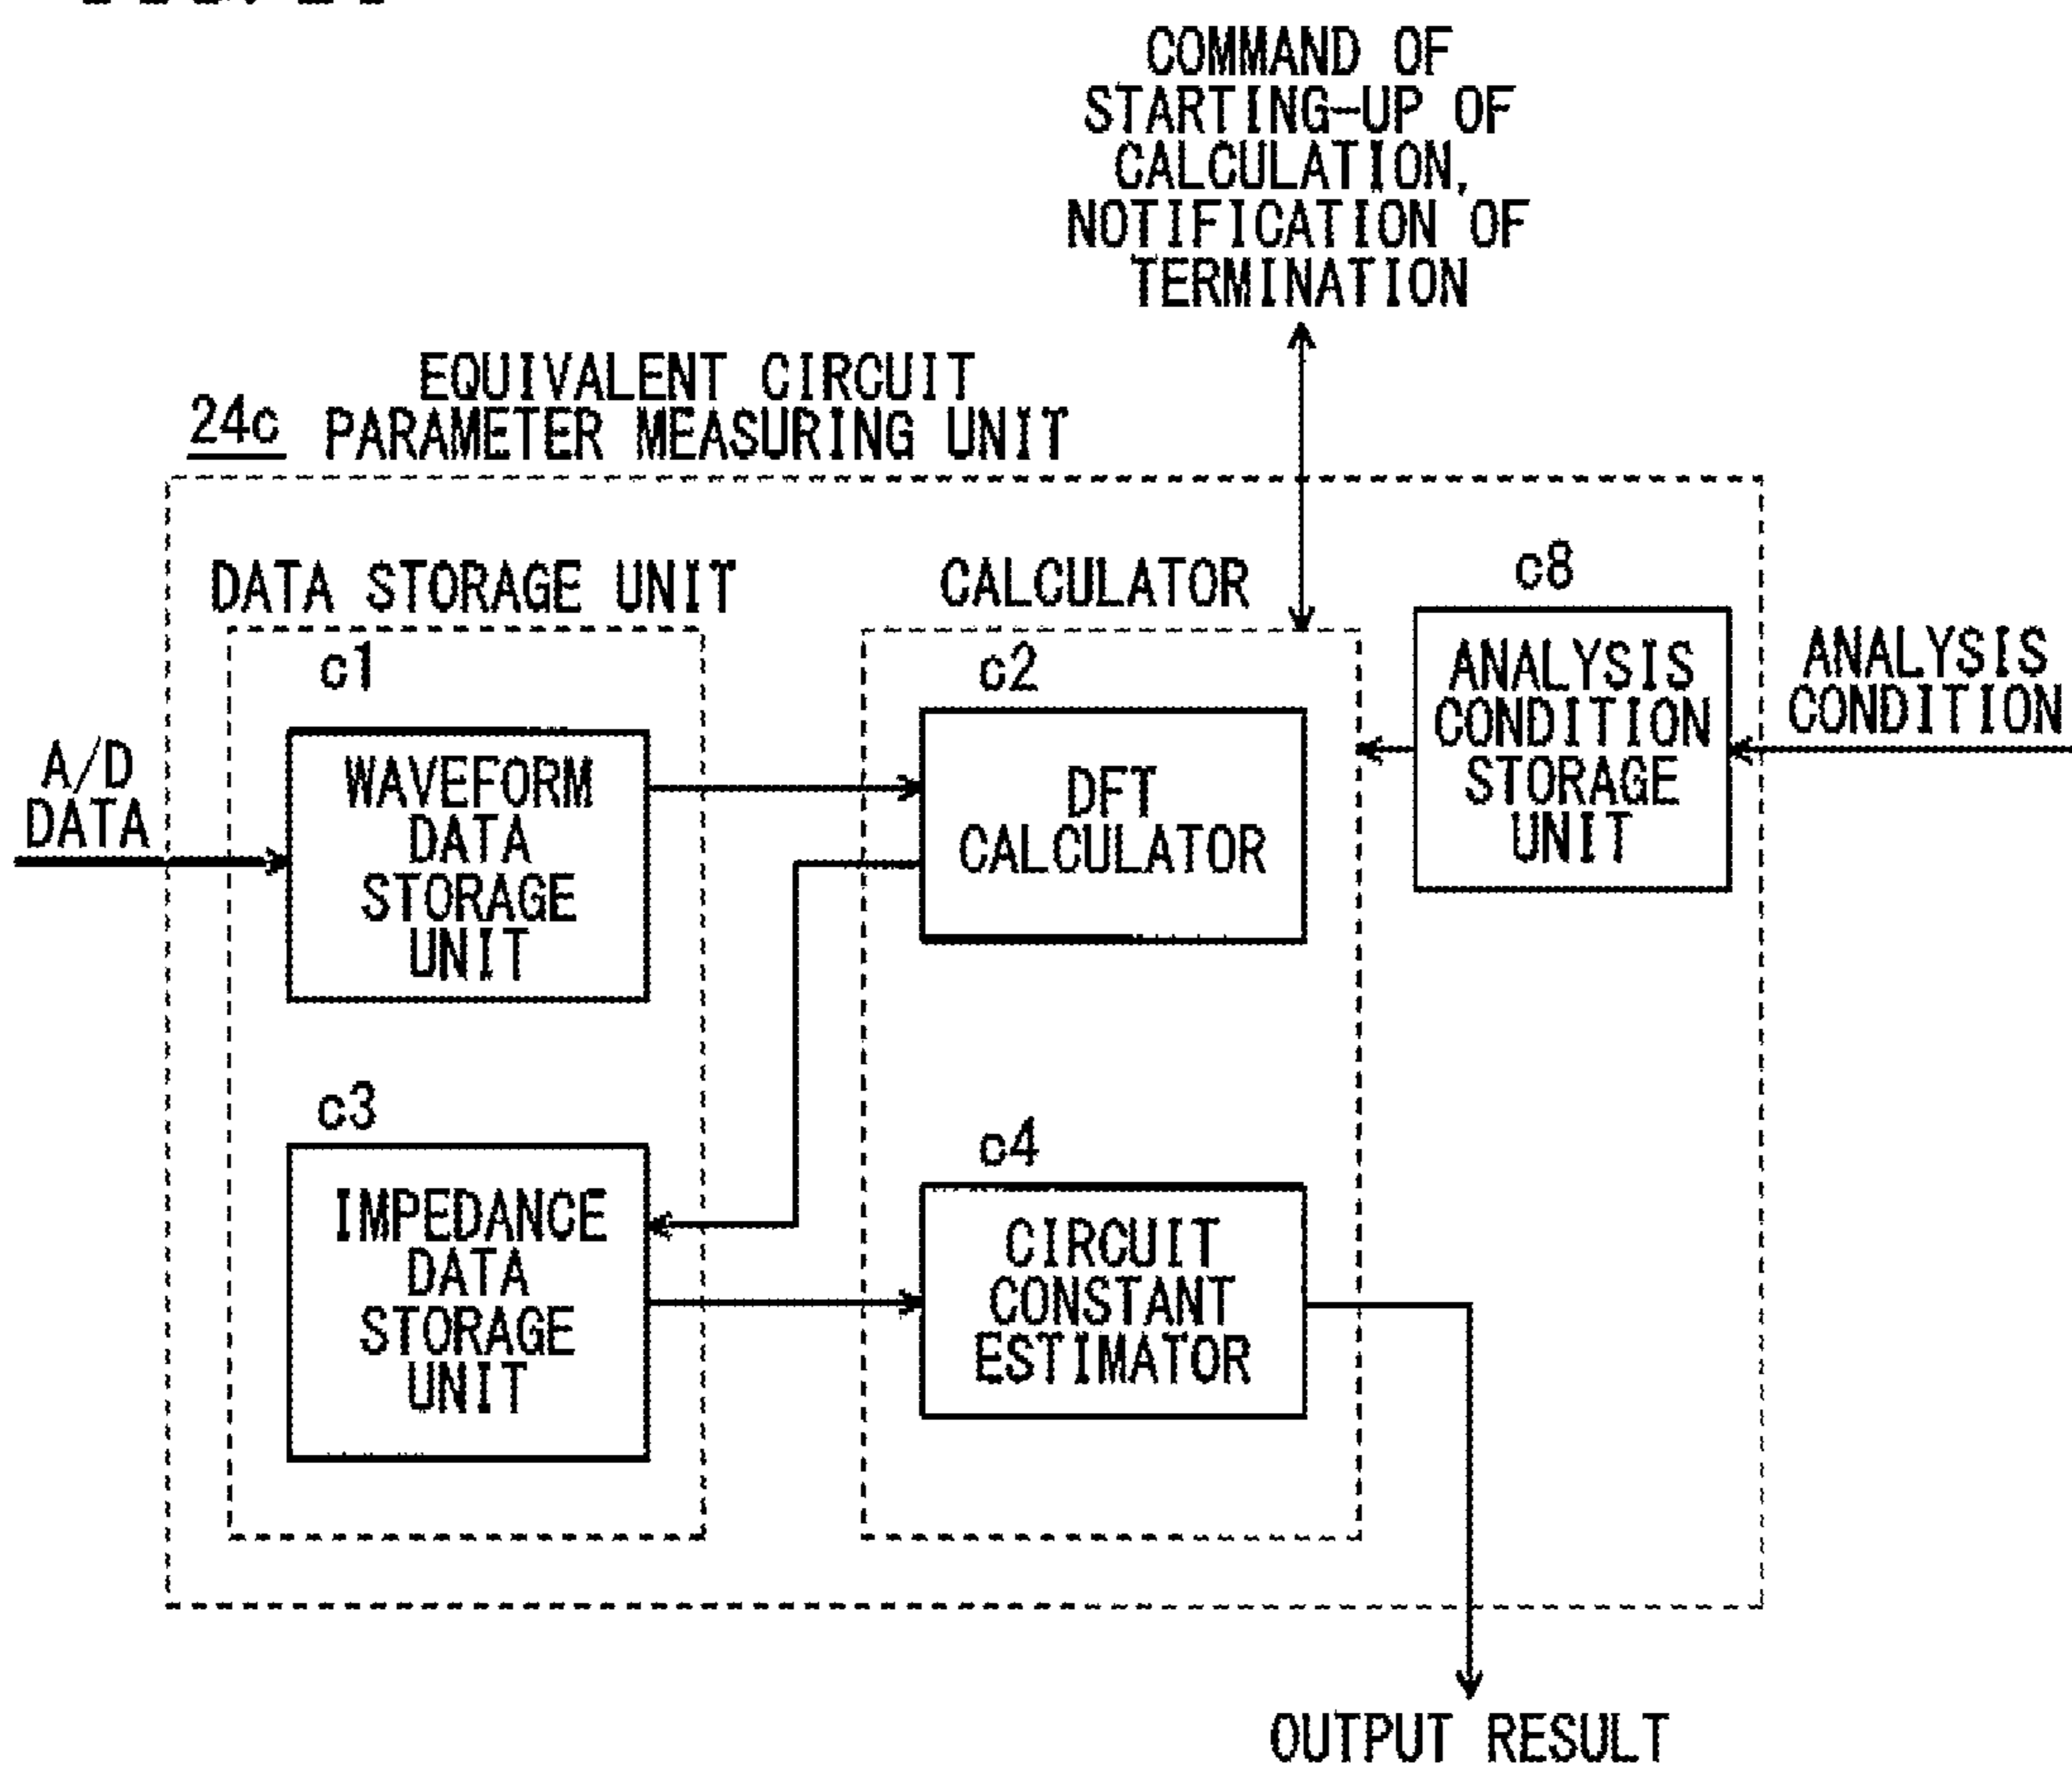 COMMAND OF
STARTING-UP OF
CALCULATION,
NOTIFICATION OF
TERMINATION
EQUIVALENT CIRCUIT
24c PARAMETER MEASURING UNIT
DATA STORAGE UNIT
CALCULATOR
c8
ANALYSIS
CONDITION
STORAGE
UNIT
ANALYSIS
CONDITION
c1
WAVEFORM
DATA
STORAGE
UNIT
A/D
DATA
c2
DFT
CALCULATOR
c3
IMPEDANCE
DATA
STORAGE
UNIT
c4
CIRCUIT
CONSTANT
ESTIMATOR
OUTPUT RESULT